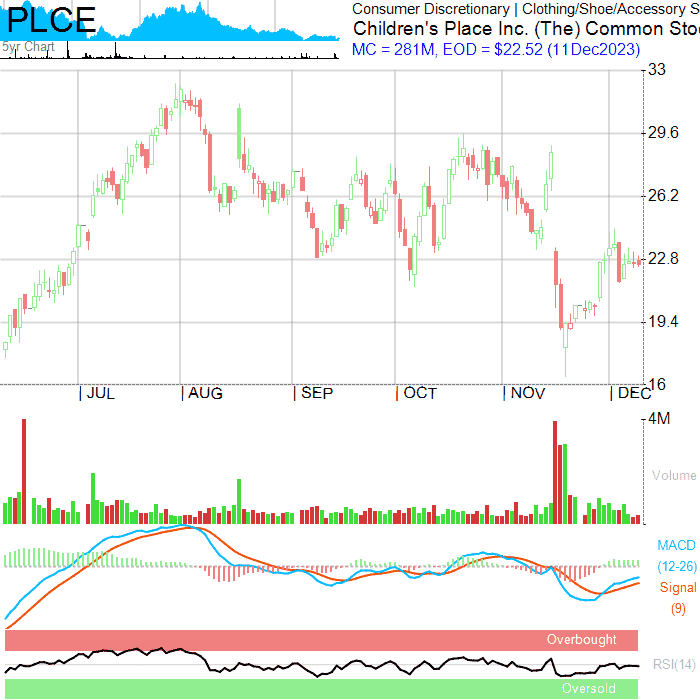 PLCE
5yr Chart
Consumer Discretionary | Clothing/Shoe/Accessory S
Children's Place Inc. (The) Common Sto
MC = 281M, EOD = $22.52 (11Dec2023)
33
29.6
26.2
22.8
19.4
16
| JUL | AUG | SEP | OCT | NOV | DEC
4M
Volume
MACD
(12-26)
Signal
(9)
Overbought
RSI(14)
Oversold